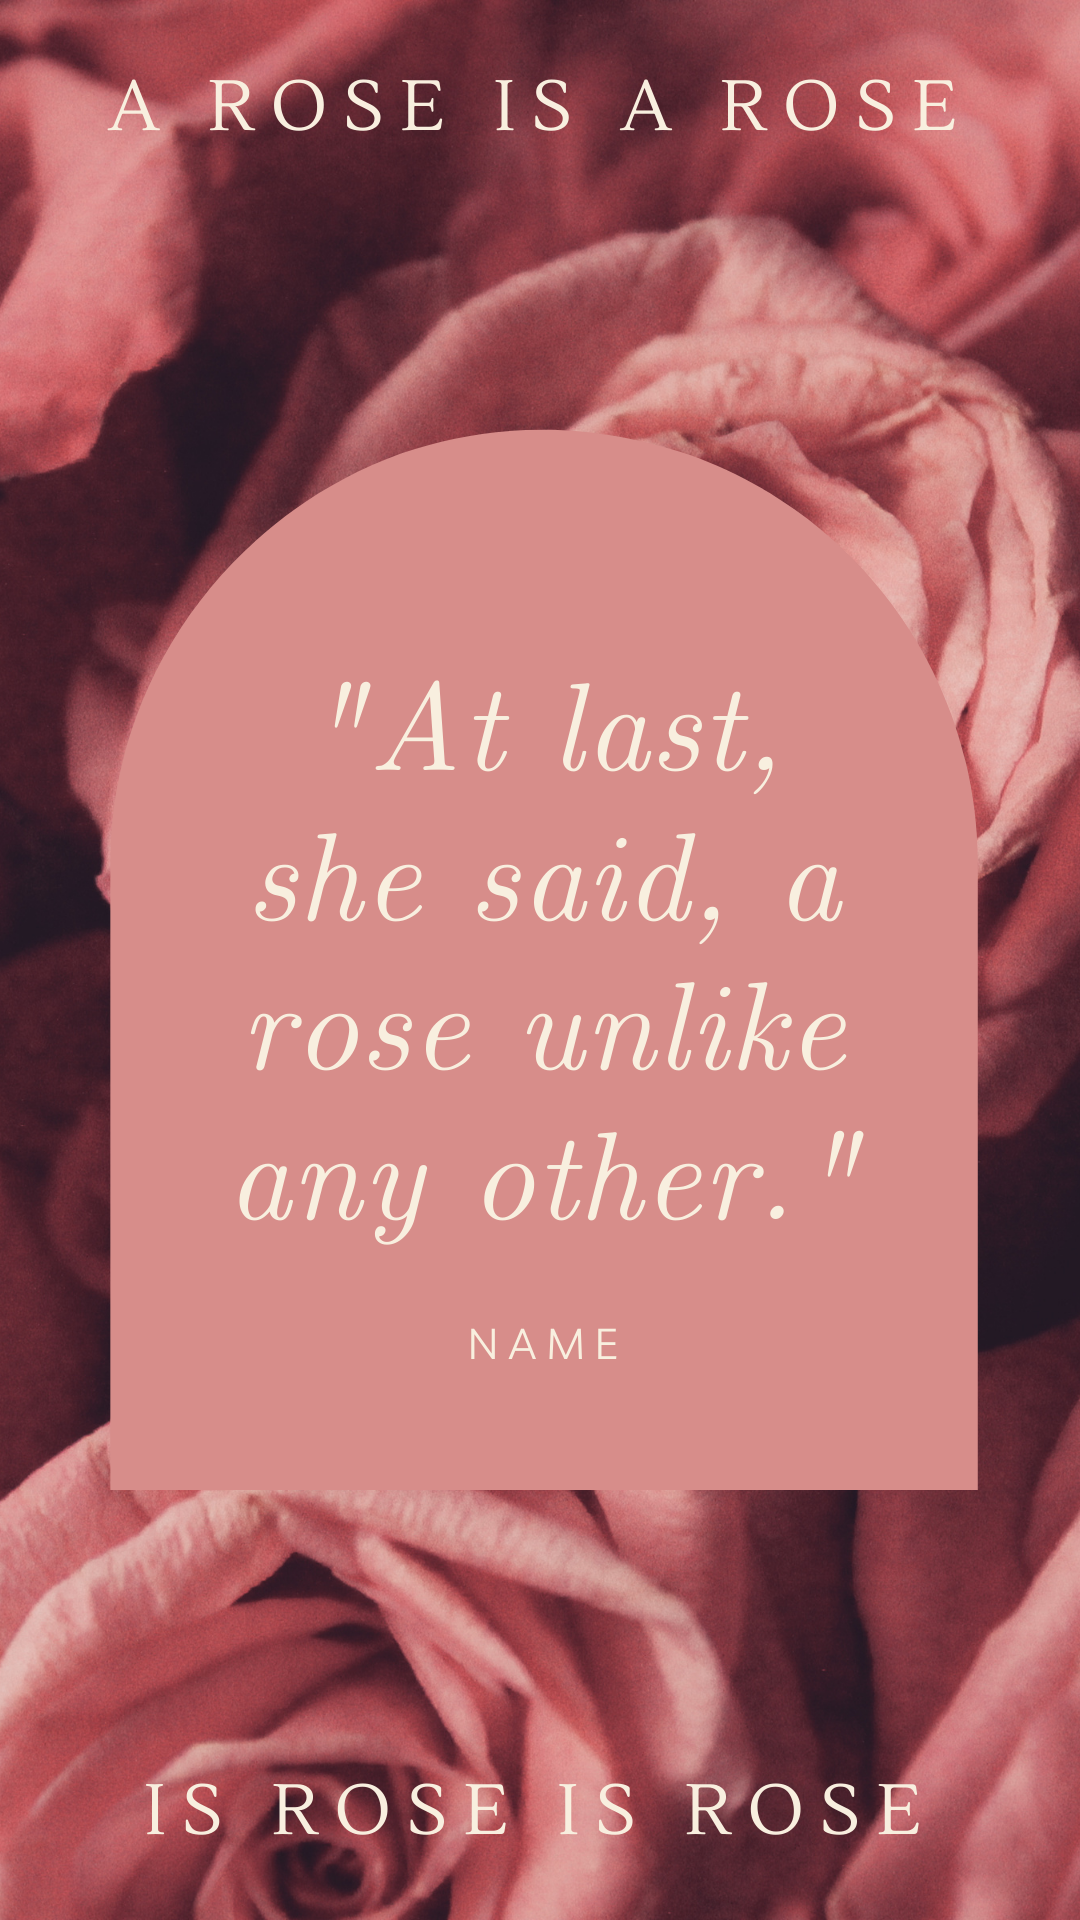 A ROSE IS A ROSE
"At last,
she said, a
rose unlike
any other."
NAME
IS ROSE IS ROSE